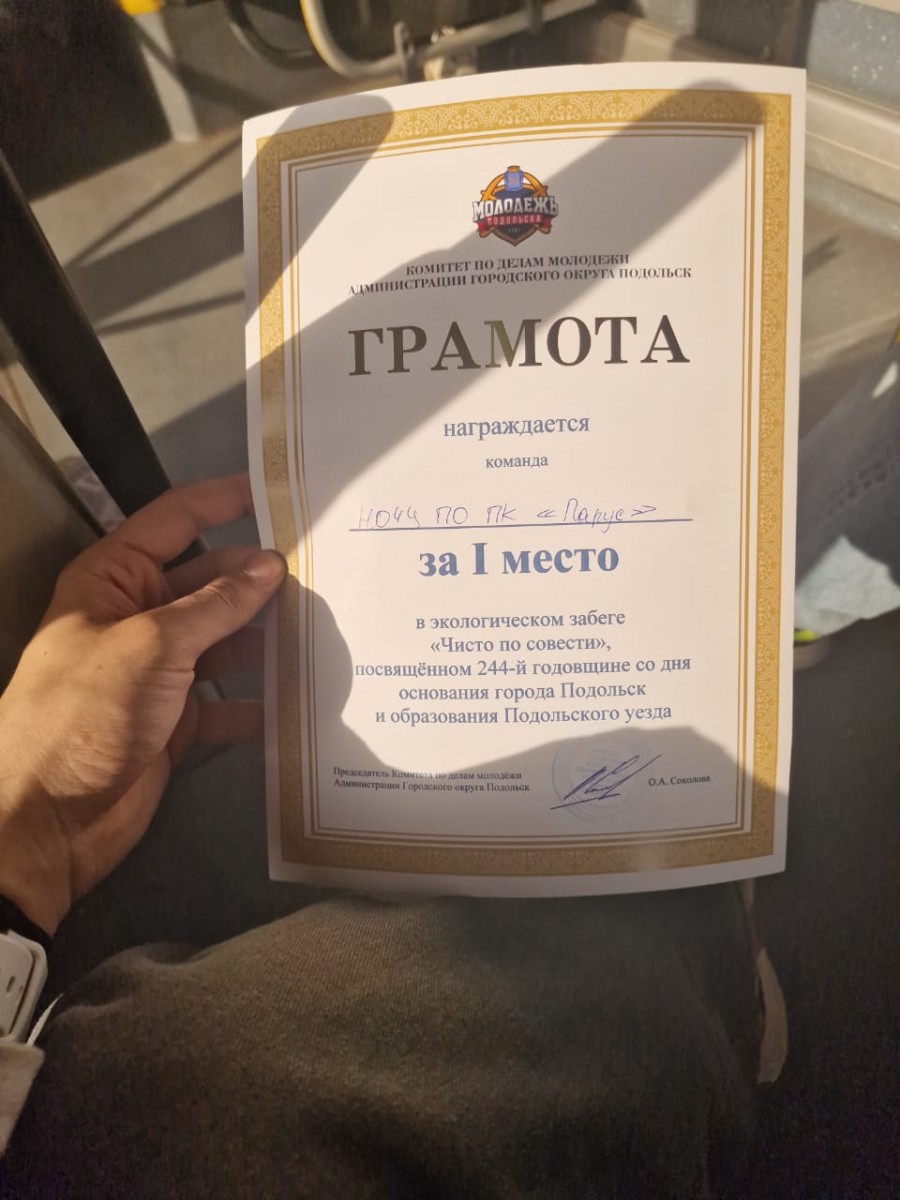 МОЛОДЕЖЬ
ПОДОЛЬСКА
КОМИТЕТ ПО ДЕЛАМ МОЛОДЕЖИ
АДМИНИСТРАЦИИ ГОРОДСКОГО ОКРУГА ПОДОЛЬСК
ГРАМОТА
награждается
команда
НОЧЦ ПО ПК «Парус»
за I место
в экологическом забеге
«Чисто по совести»,
посвящённом 244-й годовщине со дня
основания города Подольск
и образования Подольского уезда
Председатель Комитета по делам молодёжи
Администрации Городского округа Подольск
О.А. Соколова